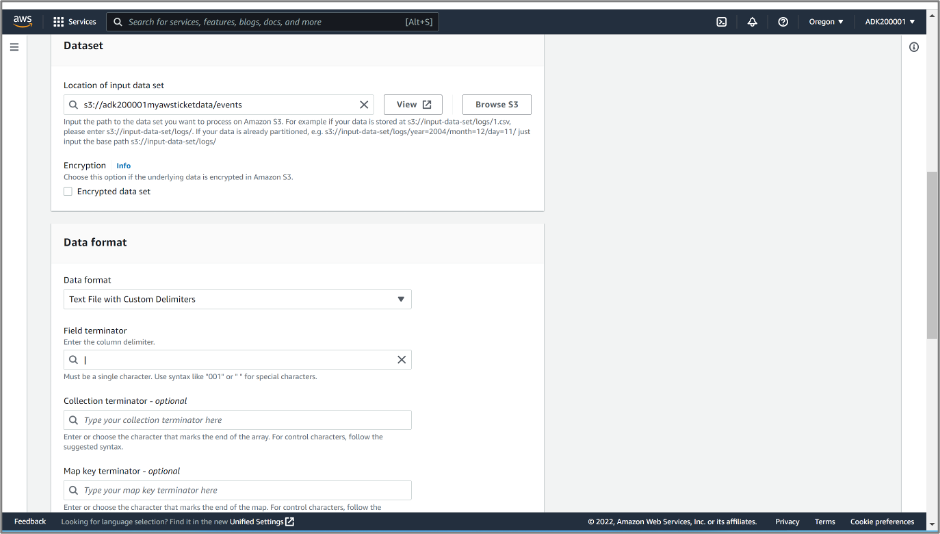 aws
Services
Search for services, features, blogs, docs, and more
[Alt+S]
Oregon
ADK200001
Dataset
Location of input data set
s3://adk200001myawsticketdata/events
View
Browse S3
Input the path to the data set you want to process on Amazon S3. For example if your data is stored at s3://input-data-set/logs/1.csv,
please enter s3://input-data-set/logs/. If your data is already partitioned, e.g. s3://input-data-set/logs/year=2004/month=12/day=11/ just
input the base path s3://input-data-set/logs/
Encryption Info
Choose this option if the underlying data is encrypted in Amazon S3.
Encrypted data set
Data format
Data format
Text File with Custom Delimiters
Field terminator
Enter the column delimiter.
|
Must be a single character. Use syntax like "001" or " " for special characters.
Collection terminator - optional
Type your collection terminator here
Enter or choose the character that marks the end of the array. For control characters, follow the
suggested syntax.
Map key terminator - optional
Type your map key terminator here
Enter or choose the character that marks the end of the map. For control characters, follow the
Feedback
Looking for language selection? Find it in the new Unified Settings
© 2022, Amazon Web Services, Inc. or its affiliates.
Privacy
Terms
Cookie preferences